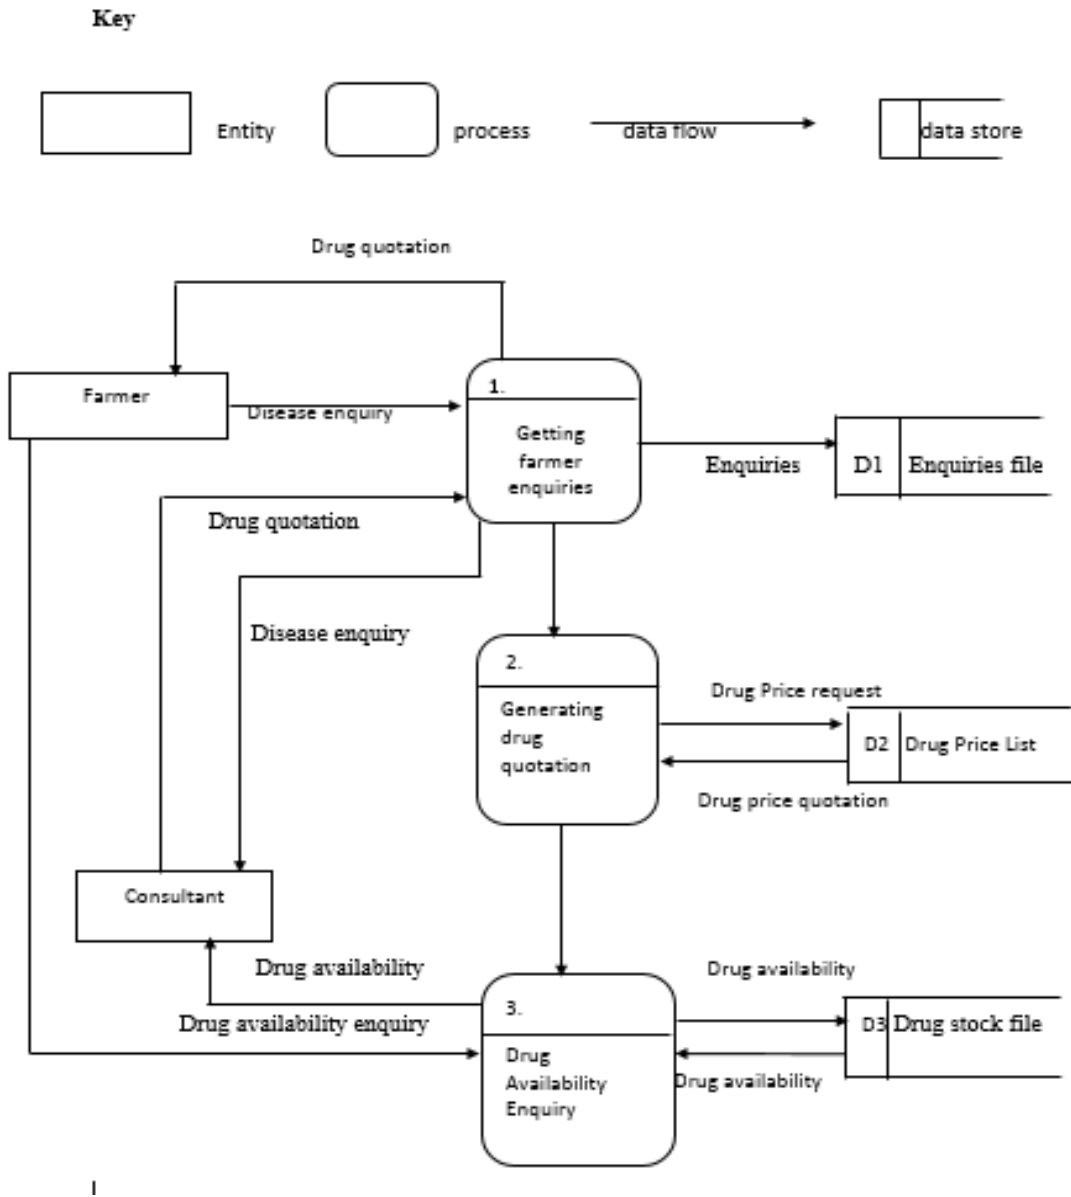 Key
Entity
process
data flow
data store
Drug quotation
Farmer
Disease enquiry
1.
Getting
farmer
enquiries
Enquiries
D1
Enquiries file
Drug quotation
Disease enquiry
2.
Generating
drug
quotation
Drug Price request
D2
Drug Price List
Drug price quotation
Consultant
Drug availability
Drug availability enquiry
3.
Drug
Availability
Enquiry
Drug availability
D3
Drug stock file
Drug availability